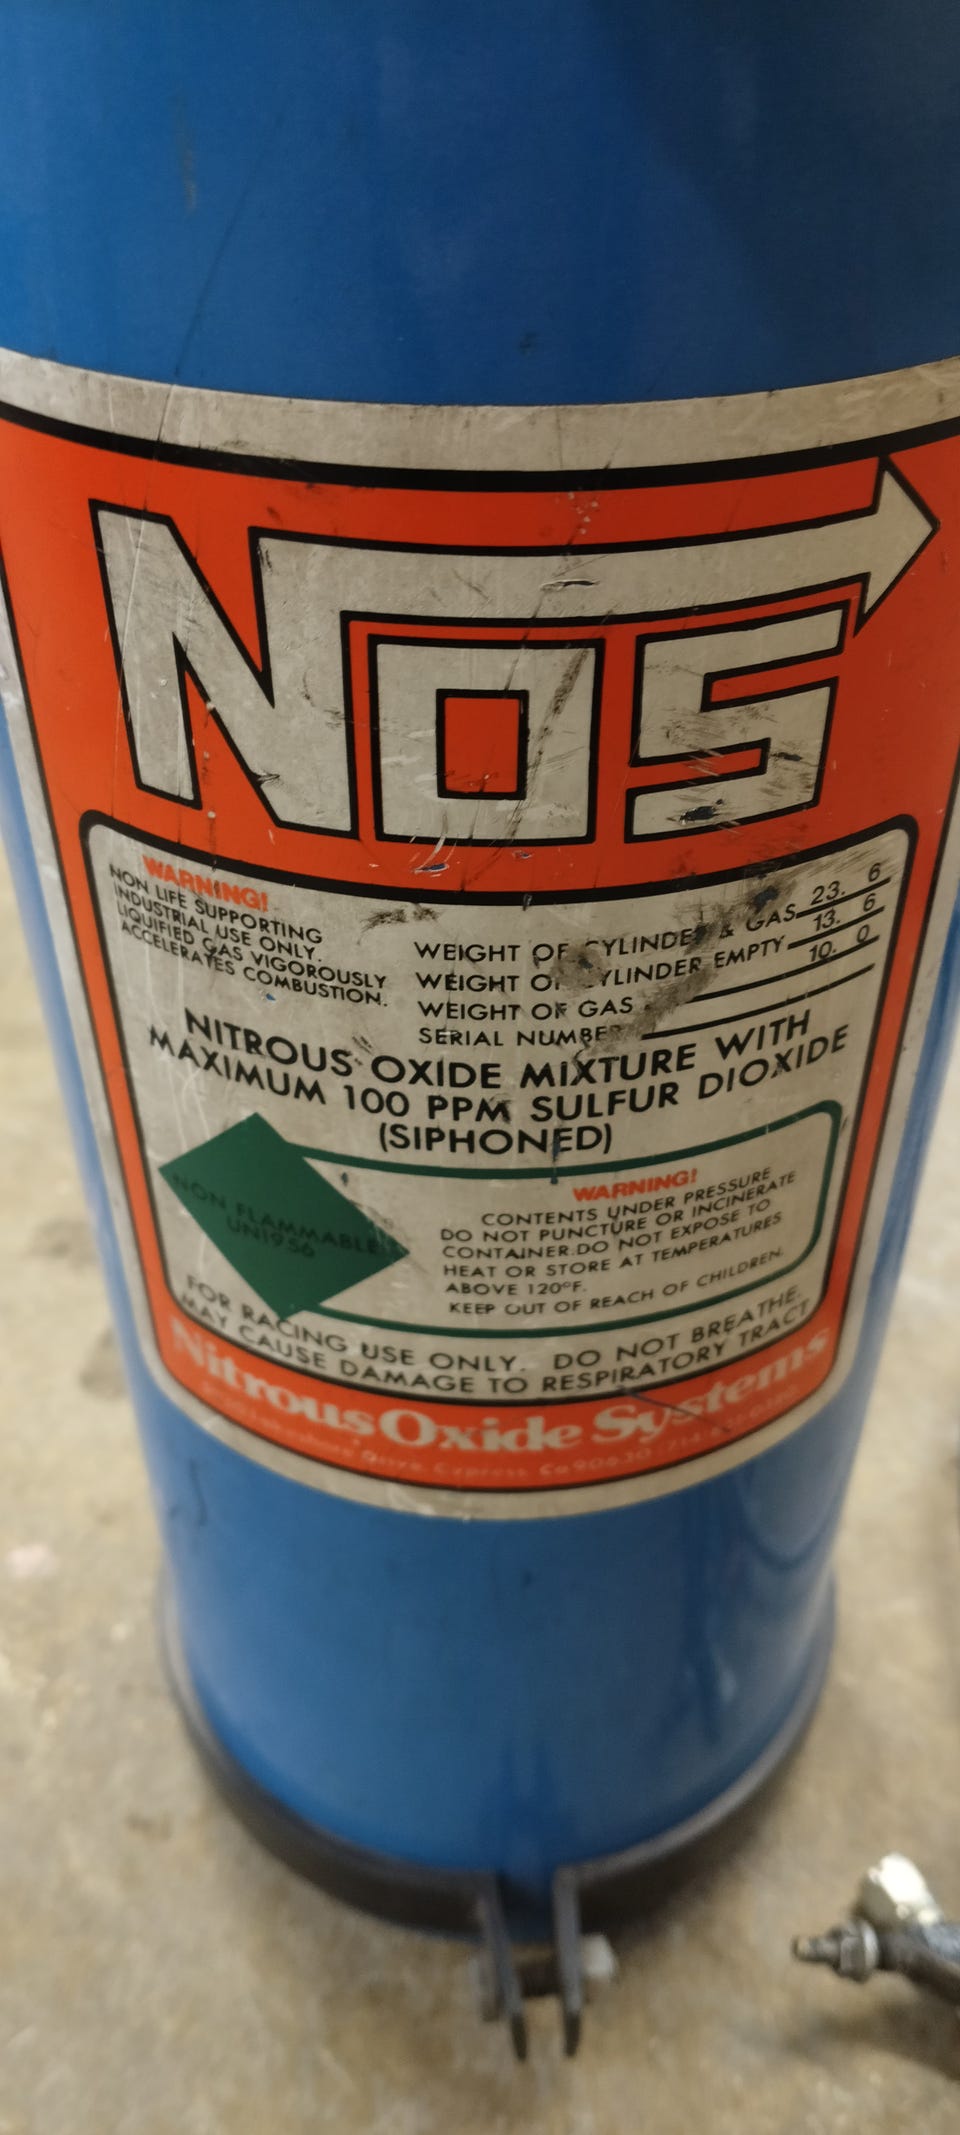 NOS
WARNING!
NON LIFE SUPPORTING
INDUSTRIAL USE ONLY.
LIQUIFIED GAS VIGOROUSLY
ACCELERATES COMBUSTION.
WEIGHT OF CYLINDER & GAS 23. 6
WEIGHT OF CYLINDER EMPTY 13. 6
WEIGHT OF GAS 10. 0
SERIAL NUMBER
NITROUS OXIDE MIXTURE WITH
MAXIMUM 100 PPM SULFUR DIOXIDE
(SIPHONED)
NON FLAMMABLE
UN1956
WARNING!
CONTENTS UNDER PRESSURE
DO NOT PUNCTURE OR INCINERATE
CONTAINER.DO NOT EXPOSE TO
HEAT OR STORE AT TEMPERATURES
ABOVE 120°F.
KEEP OUT OF REACH OF CHILDREN.
FOR RACING USE ONLY. DO NOT BREATHE.
MAY CAUSE DAMAGE TO RESPIRATORY TRACT
Nitrous Oxide Systems
Drive Cypress Ca 90630